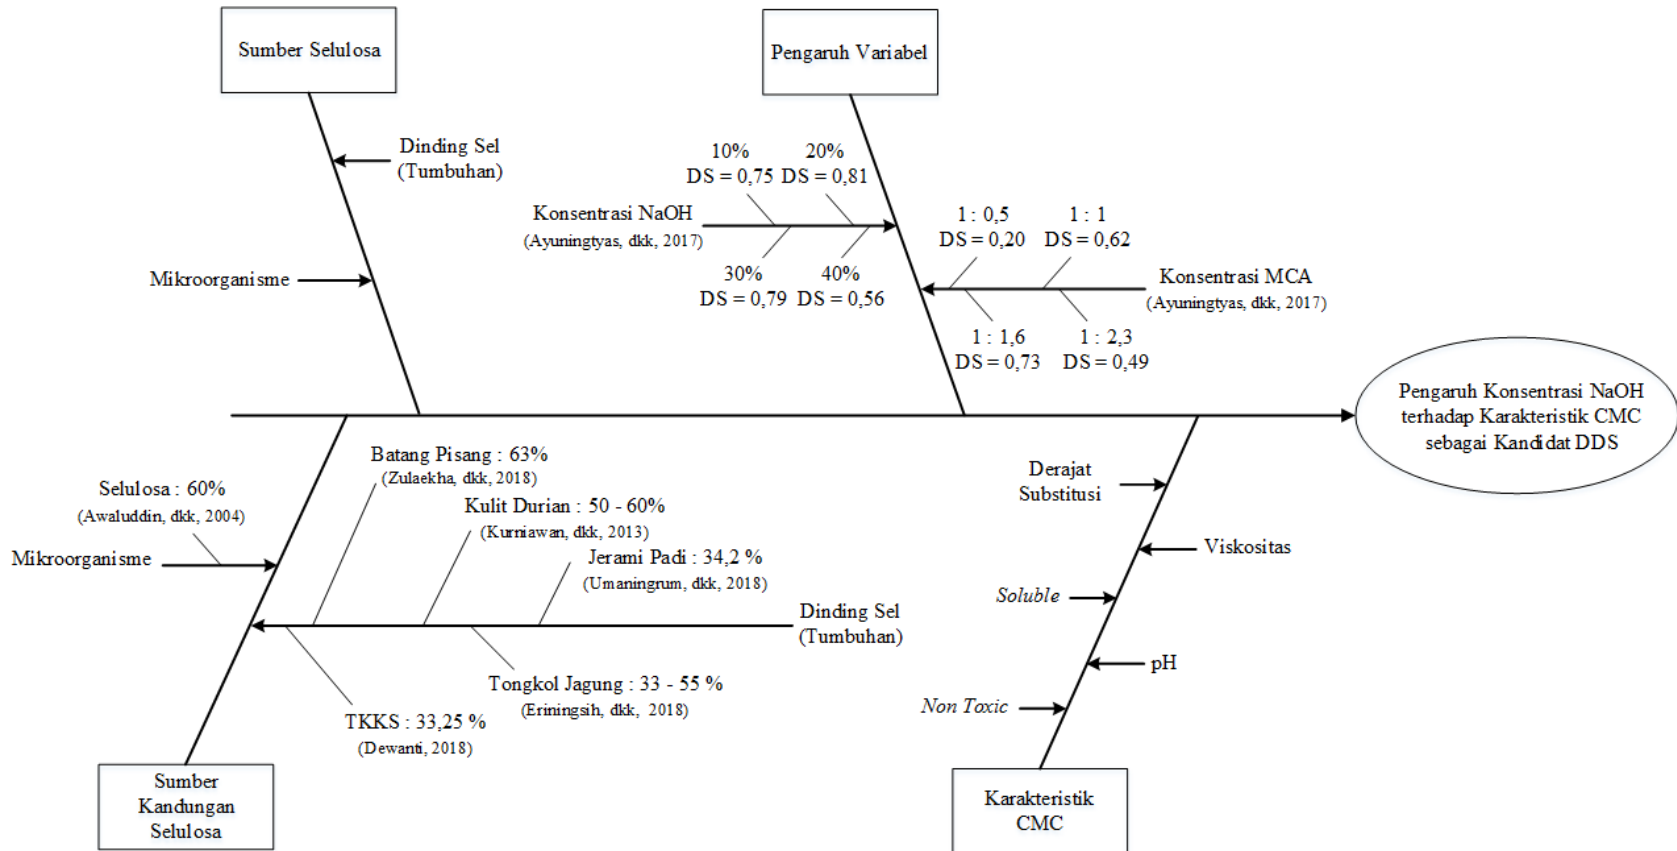 Sumber Selulosa
Pengaruh Variabel
Dinding Sel
(Tumbuhan)
Mikroorganisme
10%
DS = 0,75
20%
DS = 0,81
Konsentrasi NaOH
(Ayuningtyas, dkk, 2017)
30%
DS = 0,79
40%
DS = 0,56
1 : 0,5
DS = 0,20
1 : 1
DS = 0,62
Konsentrasi MCA
(Ayuningtyas, dkk, 2017)
1 : 1,6
DS = 0,73
1 : 2,3
DS = 0,49
Pengaruh Konsentrasi NaOH
terhadap Karakteristik CMC
sebagai Kandidat DDS
Selulosa : 60%
(Awaluddin, dkk, 2004)
Mikroorganisme
Batang Pisang : 63%
(Zulaekha, dkk, 2018)
Kulit Durian : 50 - 60%
(Kurniawan, dkk, 2013)
Jerami Padi : 34,2 %
(Umaningrum, dkk, 2018)
Dinding Sel
(Tumbuhan)
Tongkol Jagung : 33 - 55 %
(Eriningsih, dkk, 2018)
TKKS : 33,25 %
(Dewanti, 2018)
Sumber
Kandungan
Selulosa
Derajat
Substitusi
Viskositas
Soluble
pH
Non Toxic
Karakteristik
CMC